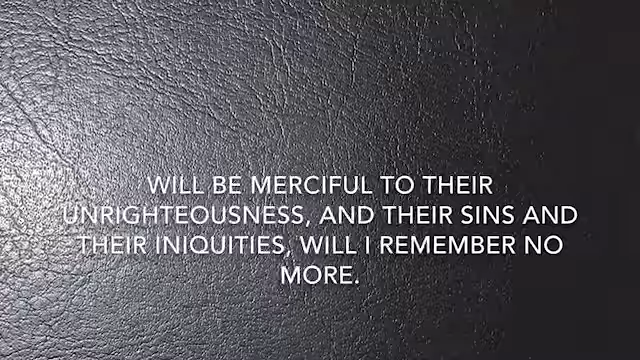 WILL BE MERCIFUL TO THEIR
UNRIGHTEOUSNESS, AND THEIR SINS AND
THEIR INIQUITIES, WILL I REMEMBER NO
MORE.